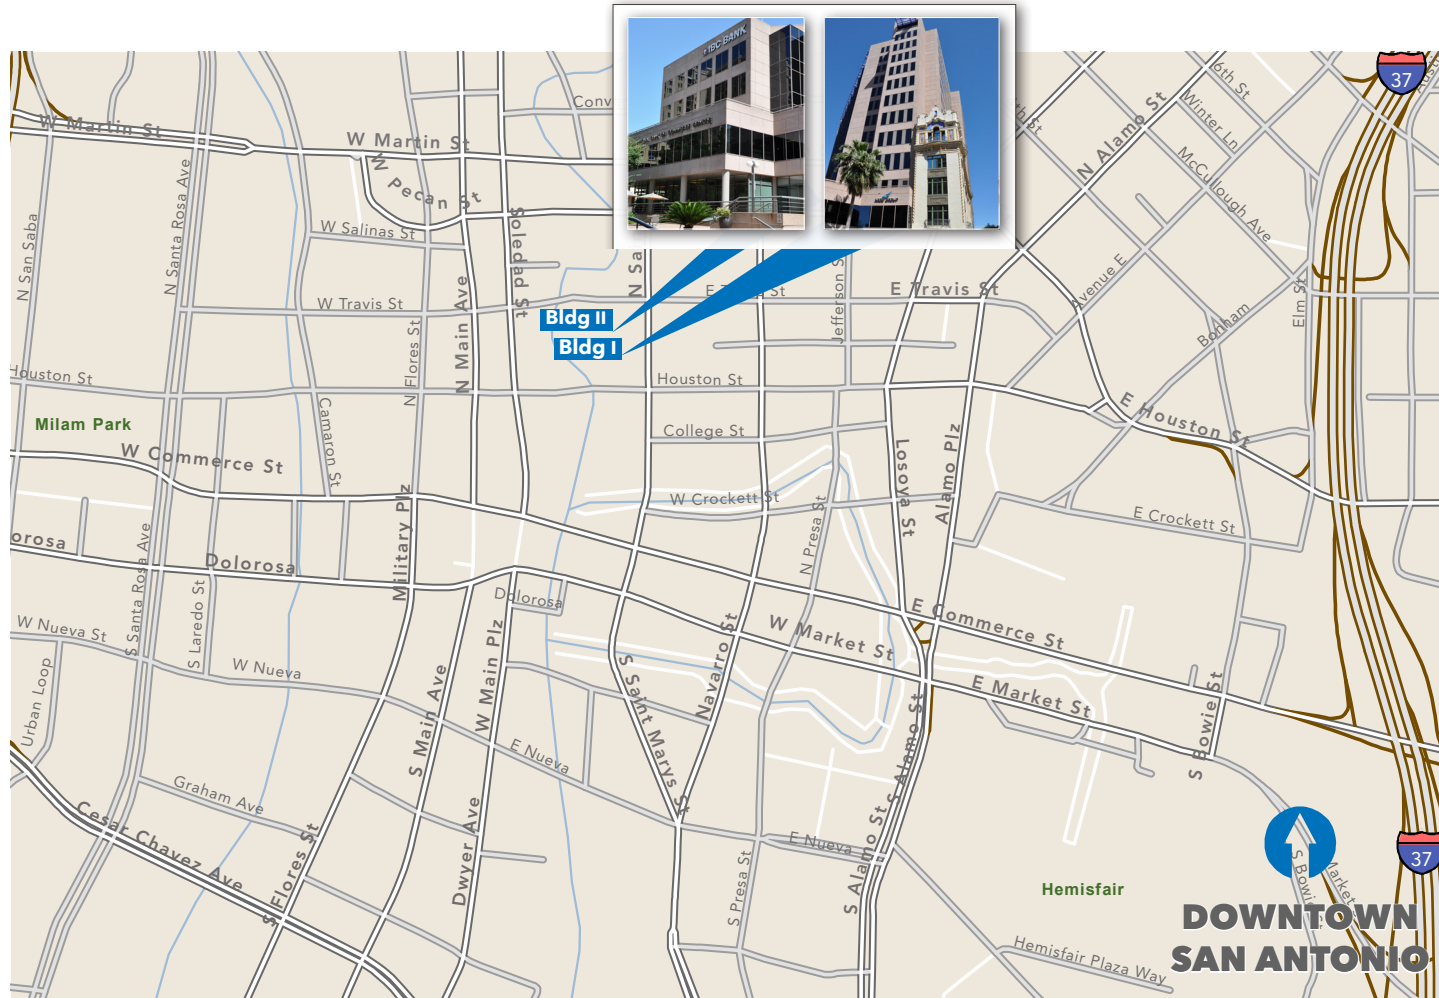 IBC BANK
37
W Martin St
W Martin St
Conv
6th St
Winter Ln
N Alamo St
McCullough Ave
W Pecan St
N San Saba
N Santa Rosa Ave
W Salinas St
Soledad St
N Sa
Jefferson S
Avenue E
Bonham
Elm St
W Travis St
E T
St
E Travis St
Bldg II
Bldg I
N Main Ave
N Flores St
Houston St
Houston St
Camaron St
E Houston St
Milam Park
College St
W Commerce St
Losoya St
Alamo Plz
W Crockett St
E Crockett St
N Presa St
Military Plz
orosa
Dolorosa
Dolorosa
S Santa Rosa Ave
S Laredo St
W Nueva St
W Nueva
Urban Loop
E Commerce St
W Market St
E Market St
Navarro St
S Saint Marys St
W Main Plz
S Main Ave
E Nueva
S Alamo St
S Bowie St
Graham Ave
Cesar Chavez Ave
S Flores St
Dwyer Ave
E Nueva
S Presa St
S Alamo St
37
S Bowie St
Market
Hemisfair
Hemisfair Plaza Way
DOWNTOWN
SAN ANTONIO